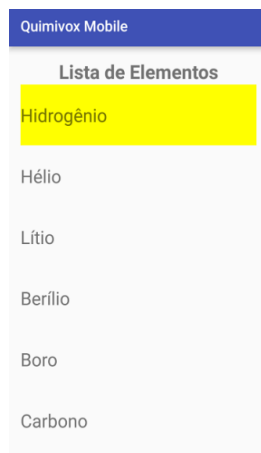 Quimivox Mobile
Lista de Elementos
Hidrogênio
Hélio
Lítio
Berílio
Boro
Carbono